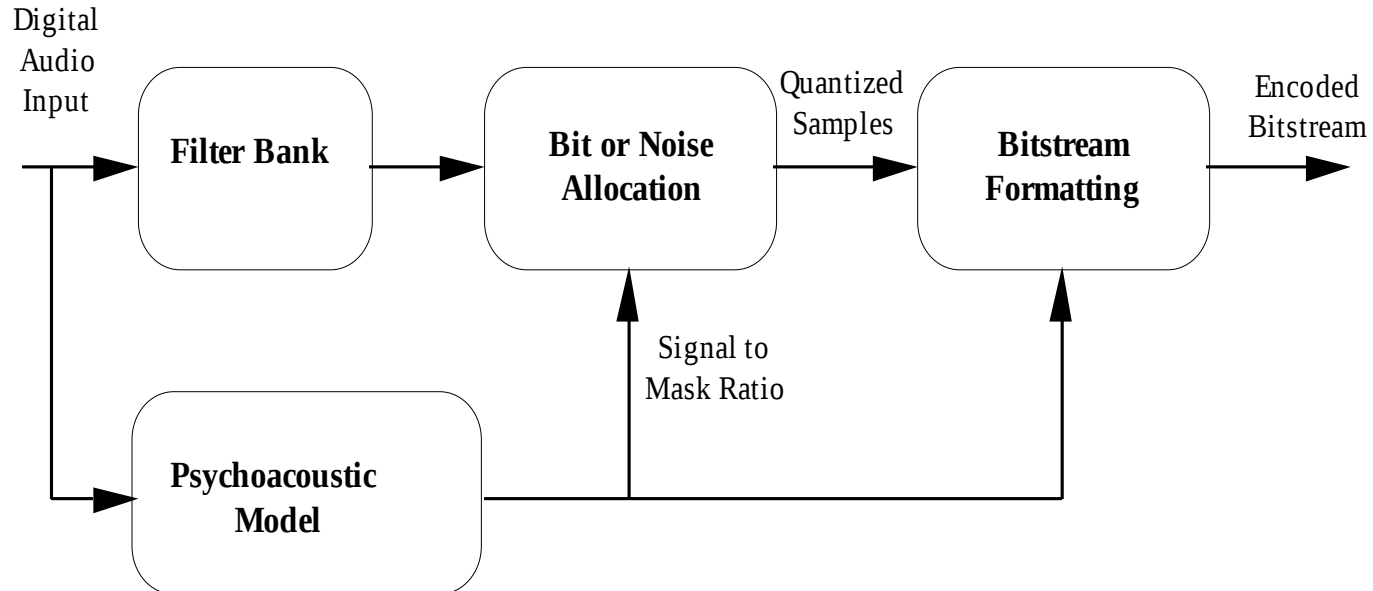 Digital
Audio
Input
Filter Bank
Bit or Noise
Allocation
Quantized
Samples
Bitstream
Formatting
Encoded
Bitstream
Signal to
Mask Ratio
Psychoacoustic
Model